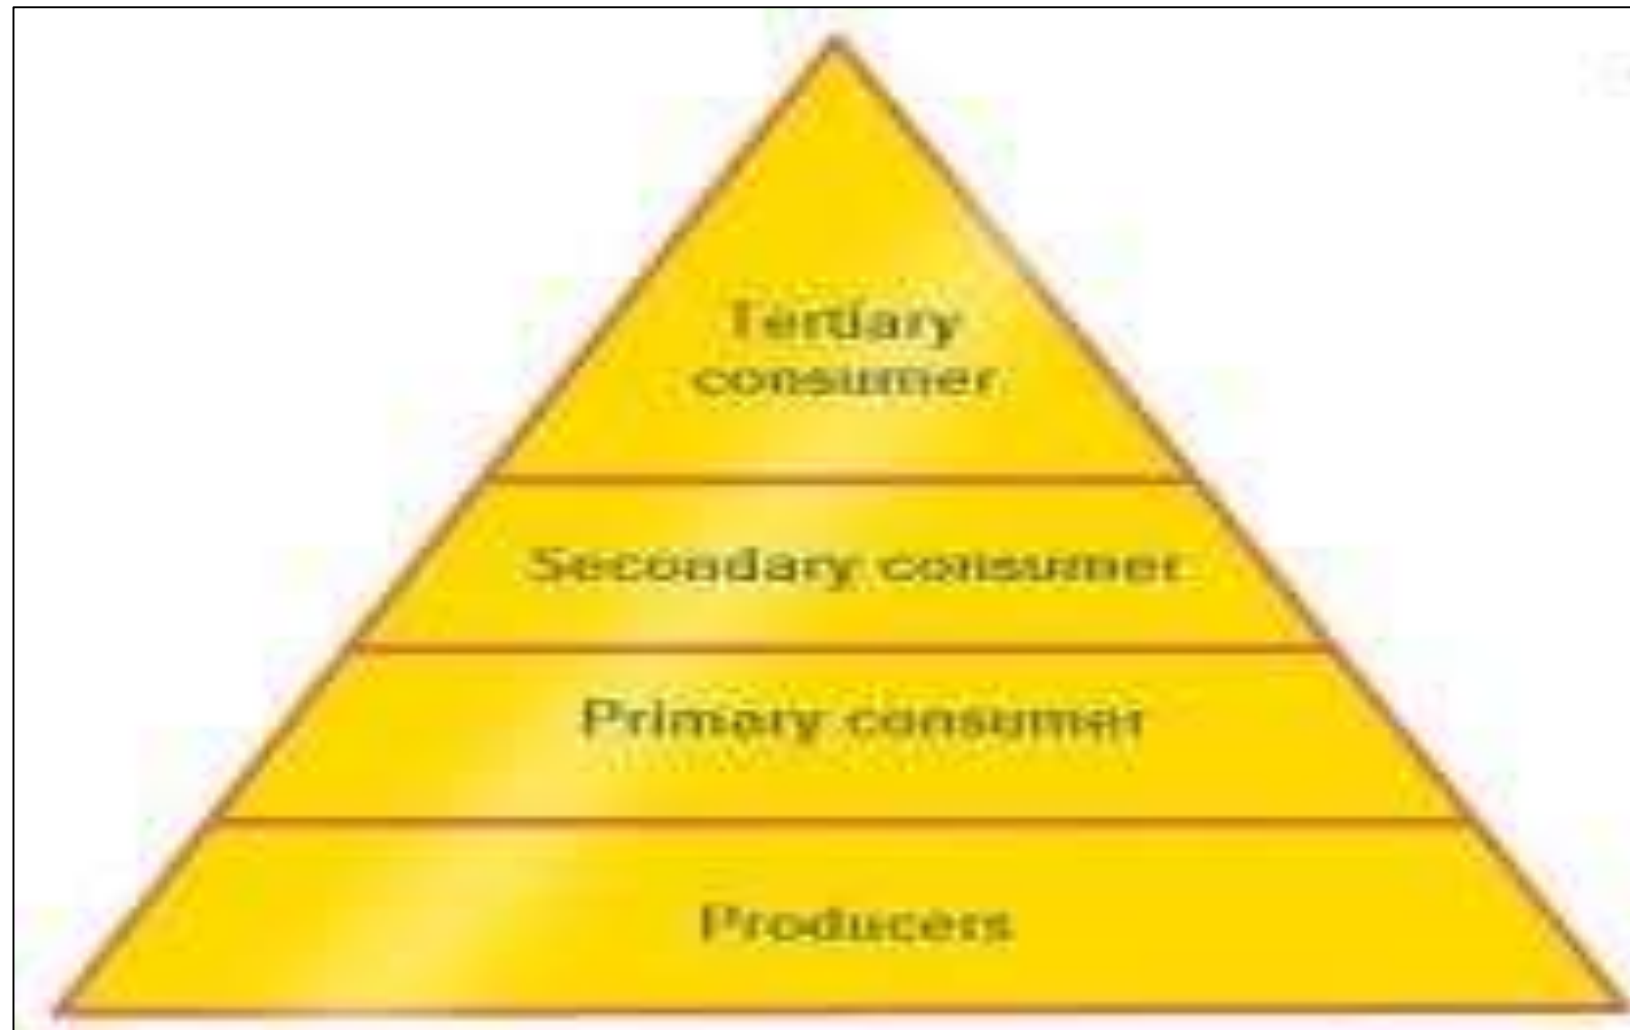 Tertiary
consumer
Secondary consumer
Primary consumer
Producers